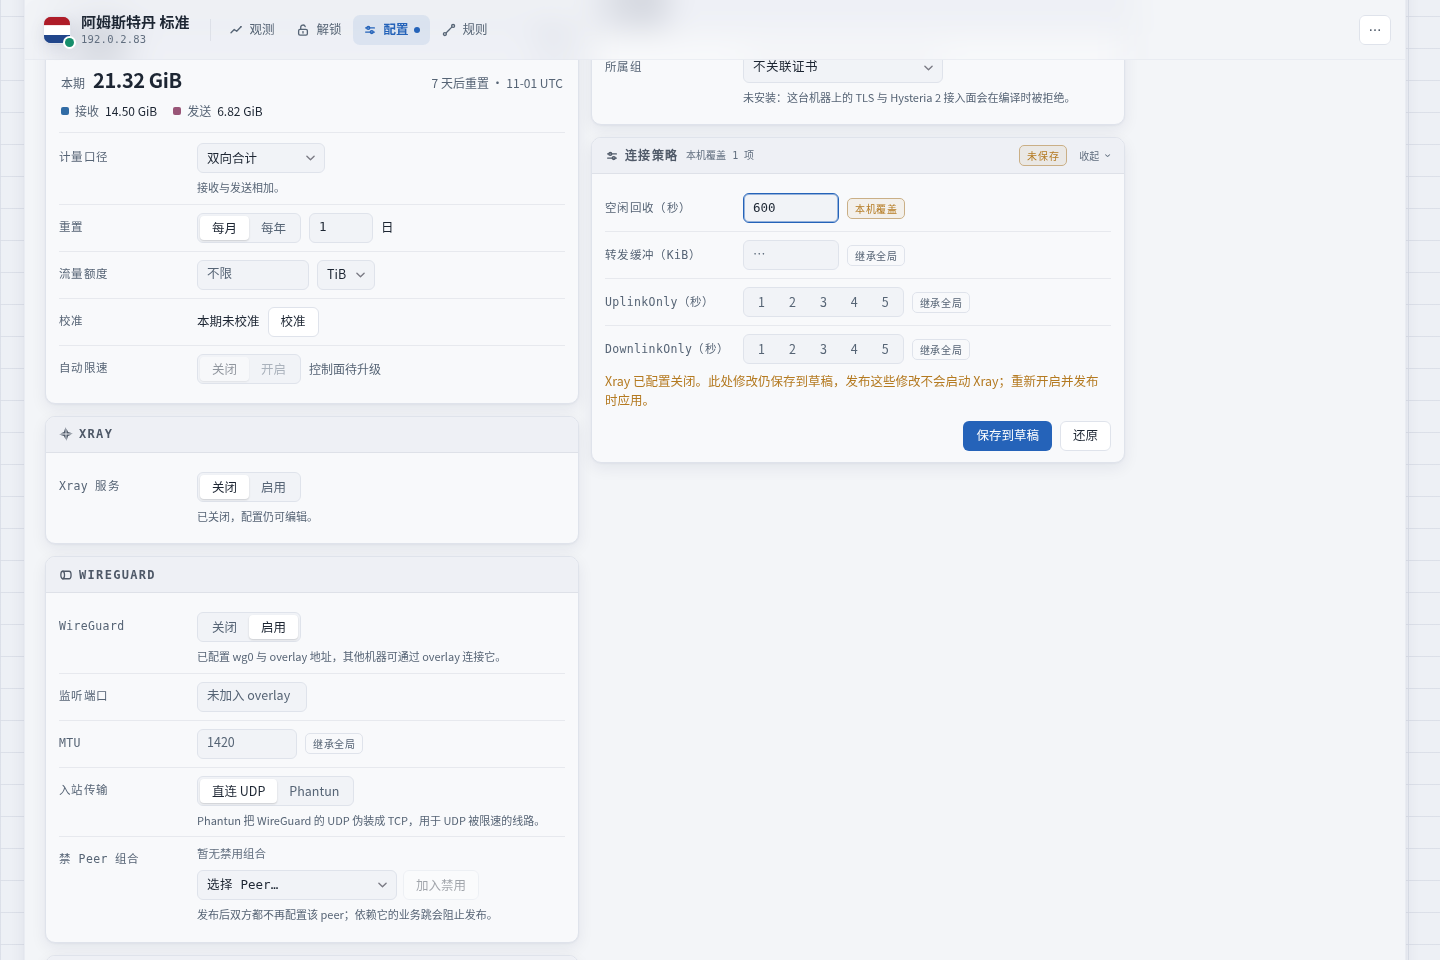 阿姆斯特丹 标准
192.0.2.83
观测
解锁
配置
规则
···
本期 21.32 GiB
7 天后重置 · 11-01 UTC
接收 14.50 GiB
发送 6.82 GiB
计量口径
双向合计
接收与发送相加。
重置
每月
每年
1
日
流量额度
不限
TiB
校准
本期未校准
校准
自动限速
关闭
开启
控制面待升级
XRAY
Xray 服务
关闭
启用
已关闭，配置仍可编辑。
WIREGUARD
WireGuard
关闭
启用
已配置 wg0 与 overlay 地址，其他机器可通过 overlay 连接它。
监听端口
未加入 overlay
MTU
1420
继承全局
入站传输
直连 UDP
Phantun
Phantun 把 WireGuard 的 UDP 伪装成 TCP，用于 UDP 被限速的线路。
禁 Peer 组合
暂无禁用组合
选择 Peer…
加入禁用
发布后双方都不再配置该 peer；依赖它的业务跳会阻止发布。
所属组
不关联证书
未安装：这台机器上的 TLS 与 Hysteria 2 接入面会在编译时被拒绝。
连接策略
本机覆盖 1 项
未保存
收起
空闲回收（秒）
600
本机覆盖
转发缓冲（KiB）
···
继承全局
UplinkOnly（秒）
1 2 3 4 5
继承全局
DownlinkOnly（秒）
1 2 3 4 5
继承全局
Xray 已配置关闭。此处修改仍保存到草稿，发布这些修改不会启动 Xray；重新开启并发布
时应用。
保存到草稿
还原